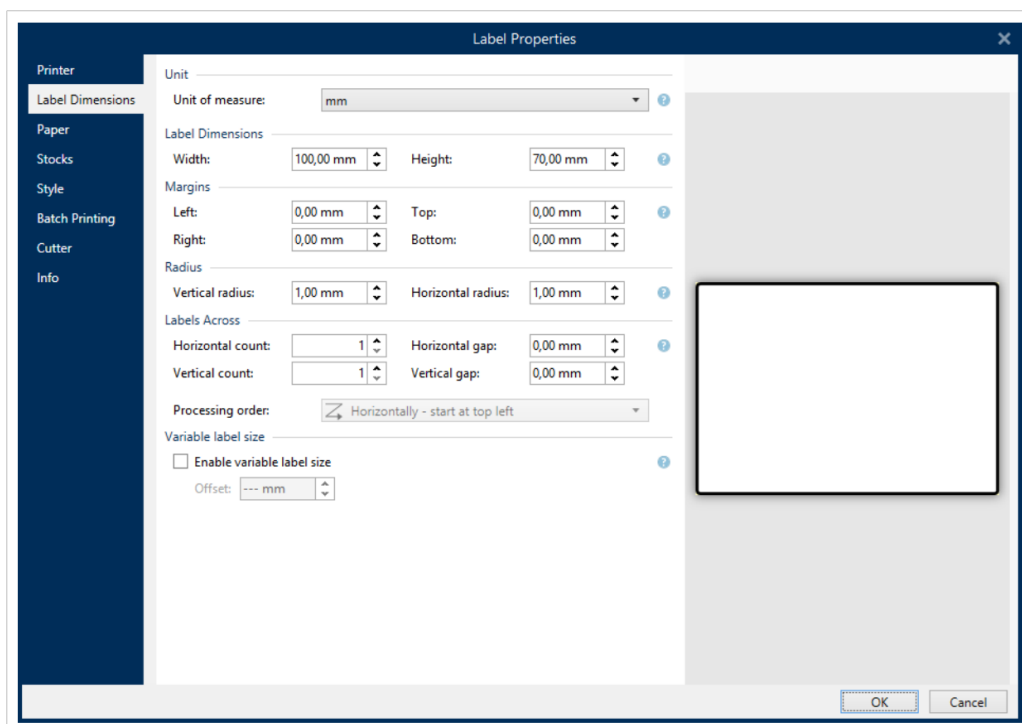 Label Properties
Printer
Label Dimensions
Paper
Stocks
Style
Batch Printing
Cutter
Info
Unit
Unit of measure: mm
Label Dimensions
Width: 100,00 mm Height: 70,00 mm
Margins
Left: 0,00 mm Top: 0,00 mm
Right: 0,00 mm Bottom: 0,00 mm
Radius
Vertical radius: 1,00 mm Horizontal radius: 1,00 mm
Labels Across
Horizontal count: 1 Horizontal gap: 0,00 mm
Vertical count: 1 Vertical gap: 0,00 mm
Processing order: Horizontally - start at top left
Variable label size
Enable variable label size
Offset: --- mm
OK Cancel